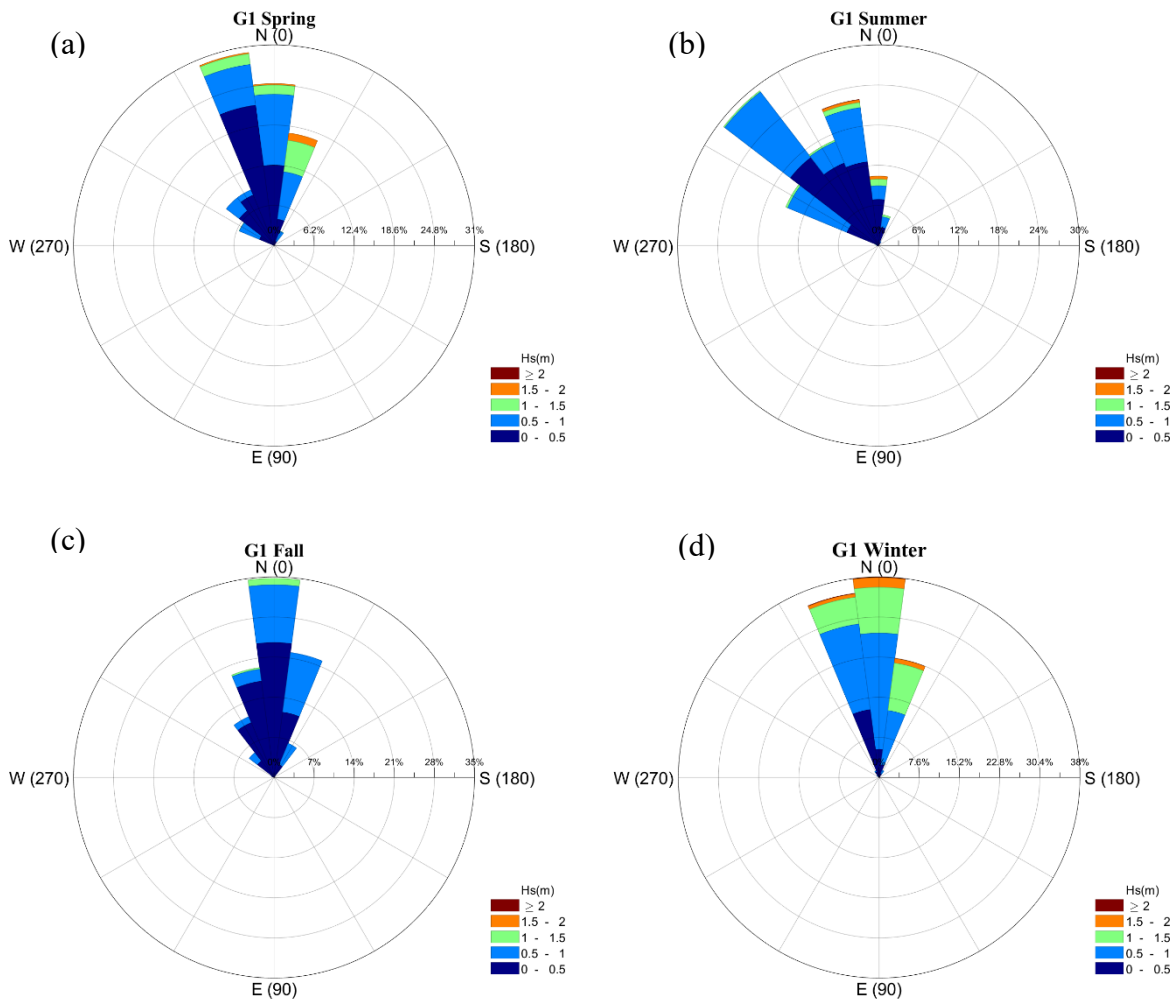 (a)
G1 Spring
N (0)
W (270)
6.2% 12.4% 18.6% 24.8% 31%
S (180)
E (90)
Hs(m)
≥ 2
1.5 - 2
1 - 1.5
0.5 - 1
0 - 0.5
(b)
G1 Summer
N (0)
W (270)
6% 12% 18% 24% 30%
S (180)
E (90)
Hs(m)
≥ 2
1.5 - 2
1 - 1.5
0.5 - 1
0 - 0.5
(c)
G1 Fall
N (0)
W (270)
7% 14% 21% 28% 35%
S (180)
E (90)
Hs(m)
≥ 2
1.5 - 2
1 - 1.5
0.5 - 1
0 - 0.5
(d)
G1 Winter
N (0)
W (270)
7.6% 15.2% 22.8% 30.4% 38%
S (180)
E (90)
Hs(m)
≥ 2
1.5 - 2
1 - 1.5
0.5 - 1
0 - 0.5